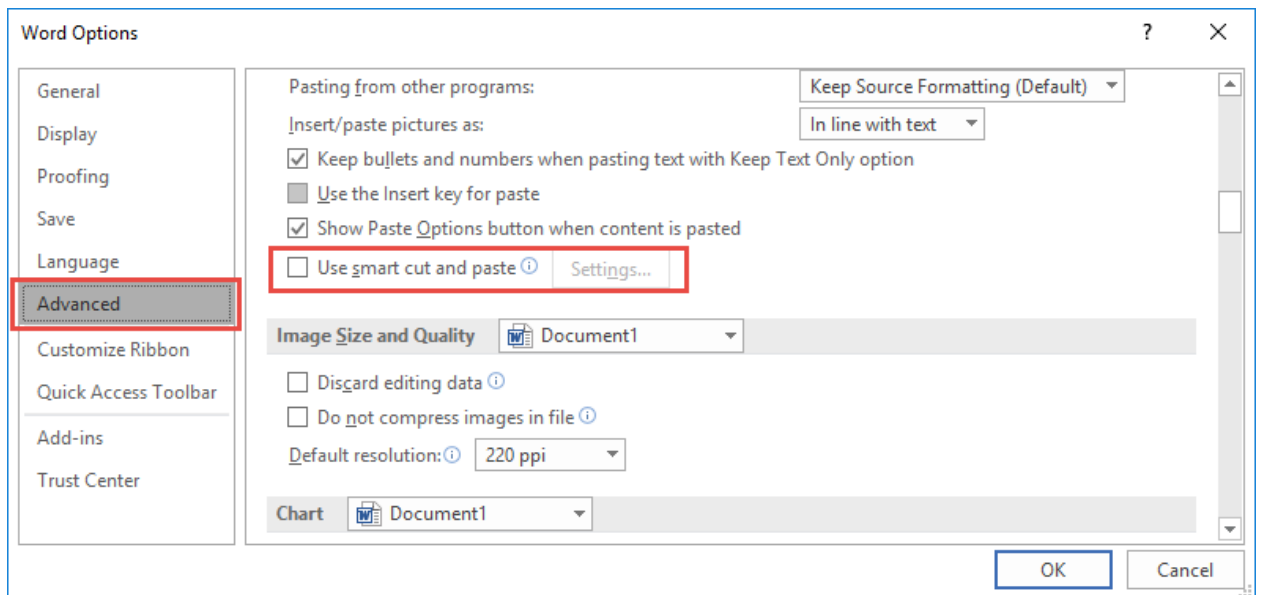 Word Options ?
General
Display
Proofing
Save
Language
Advanced
Customize Ribbon
Quick Access Toolbar
Add-ins
Trust Center
Pasting from other programs: Keep Source Formatting (Default)
Insert/paste pictures as: In line with text
Keep bullets and numbers when pasting text with Keep Text Only option
Use the Insert key for paste
Show Paste Options button when content is pasted
Use smart cut and paste Settings...
Image Size and Quality Document1
Discard editing data
Do not compress images in file
Default resolution: 220 ppi
Chart Document1
OK Cancel